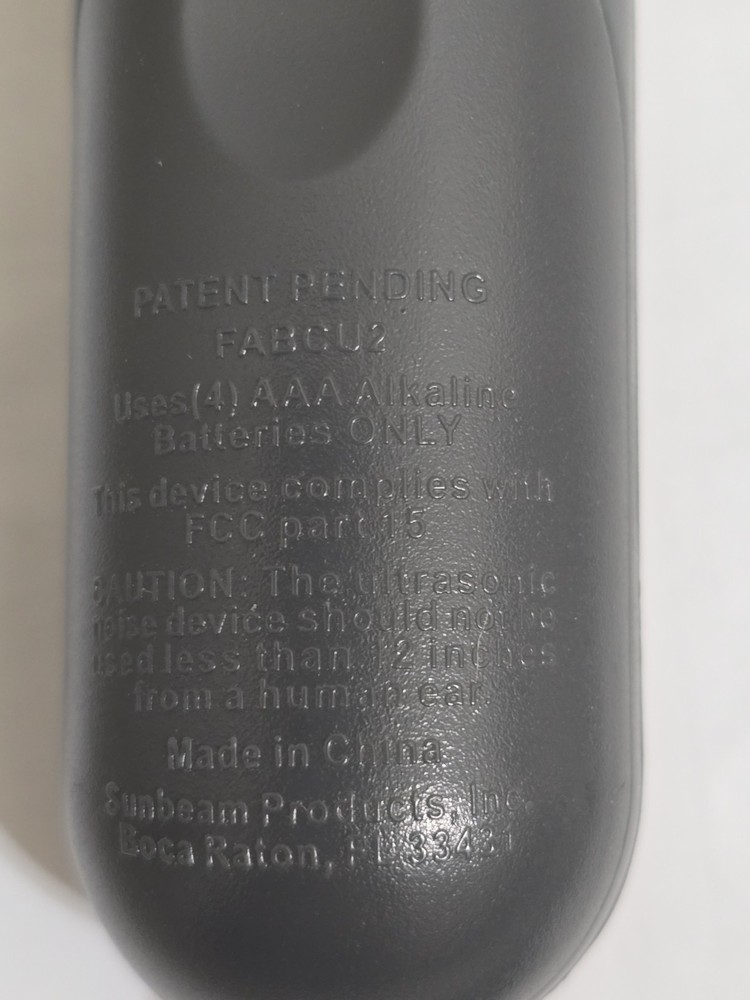 PATENT PENDING
FABCU2
Uses(4) AAA Alkaline
Batteries ONLY
This device complies with
FCC part 15
CAUTION: The ultrasonic
noise device should not be
used less than 12 inches
from a human ear
Made in China
Sunbeam Products, Inc.
Boca Raton, FL 33431